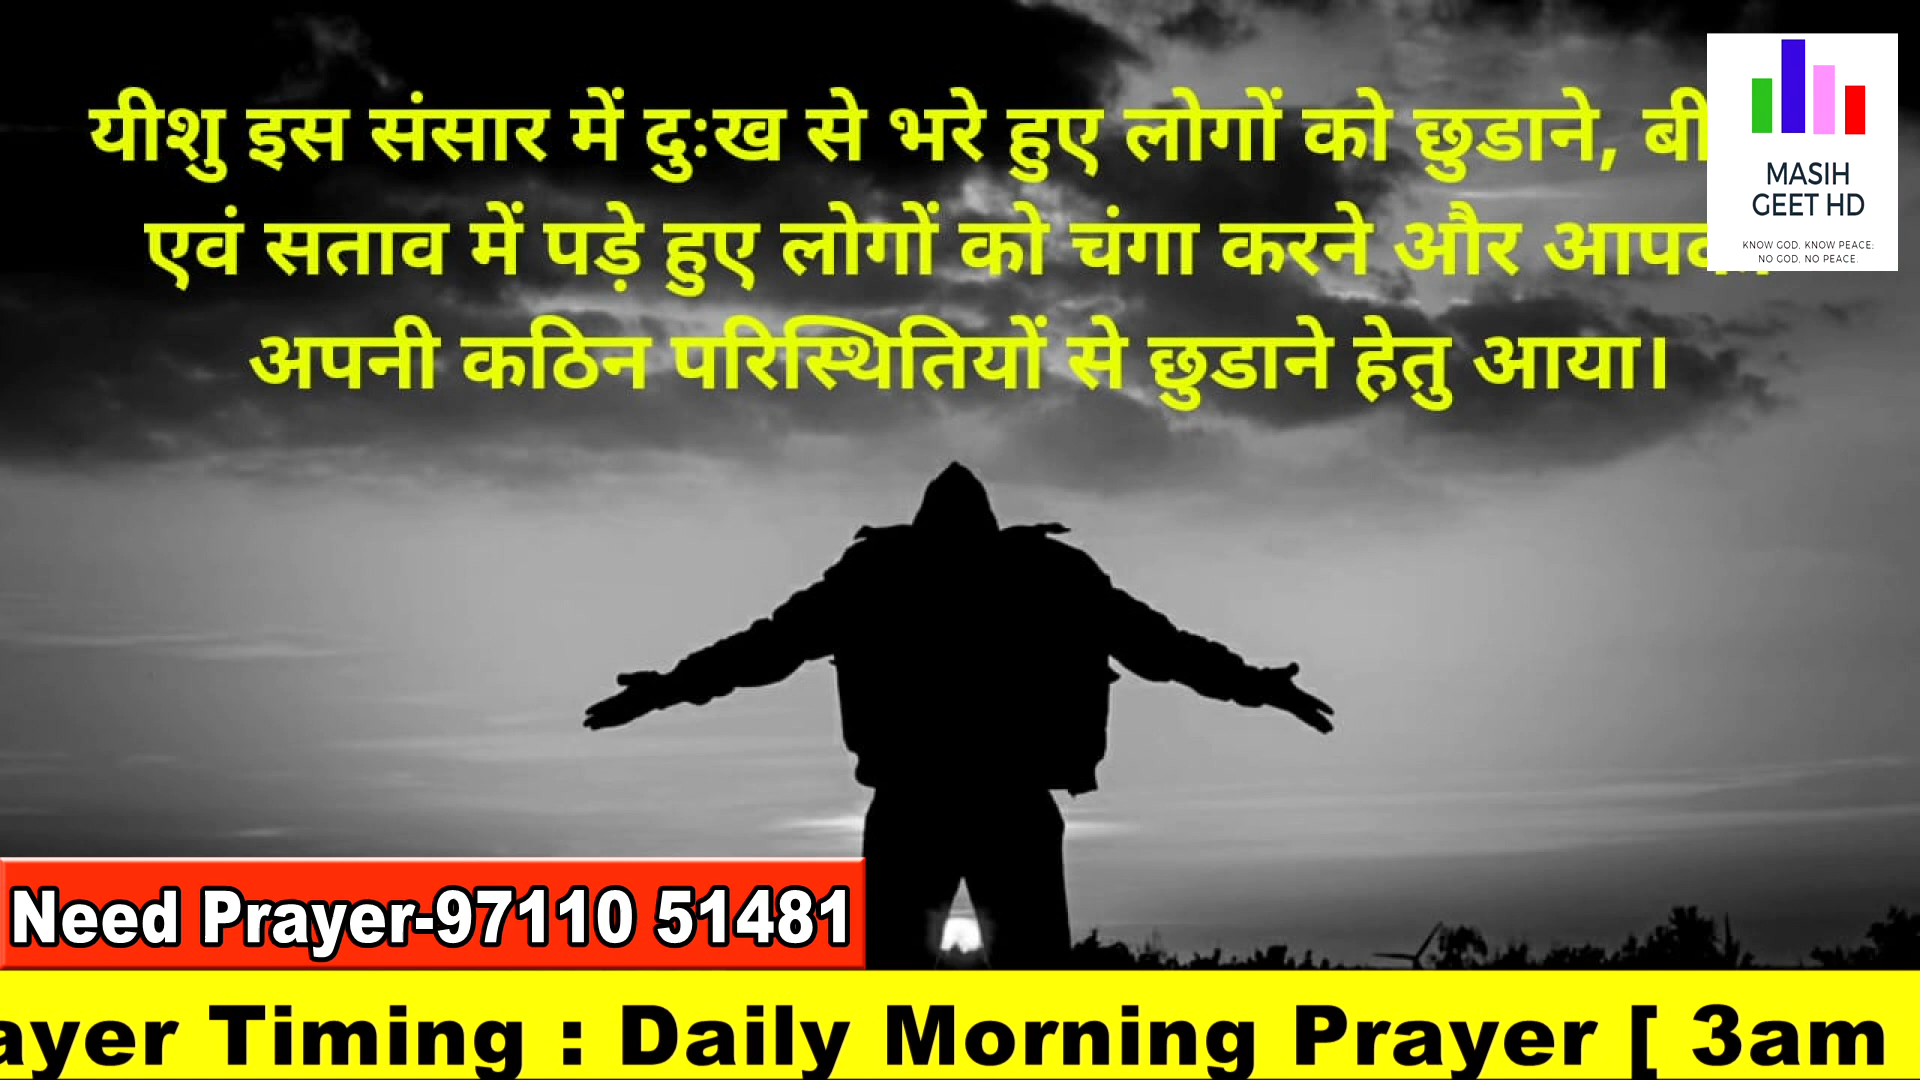 यीशु इस संसार में दुःख से भरे हुए लोगों को छुडाने,
एवं सताव में पड़े हुए लोगों को चंगा करने और
अपनी कठिन परिस्थितियों से छुडाने हेतु आया।
MASIH
GEET HD
KNOW GOD, KNOW PEACE;
NO GOD, NO PEACE.
Need Prayer-97110 51481
ayer Timing : Daily Morning Prayer [ 3am